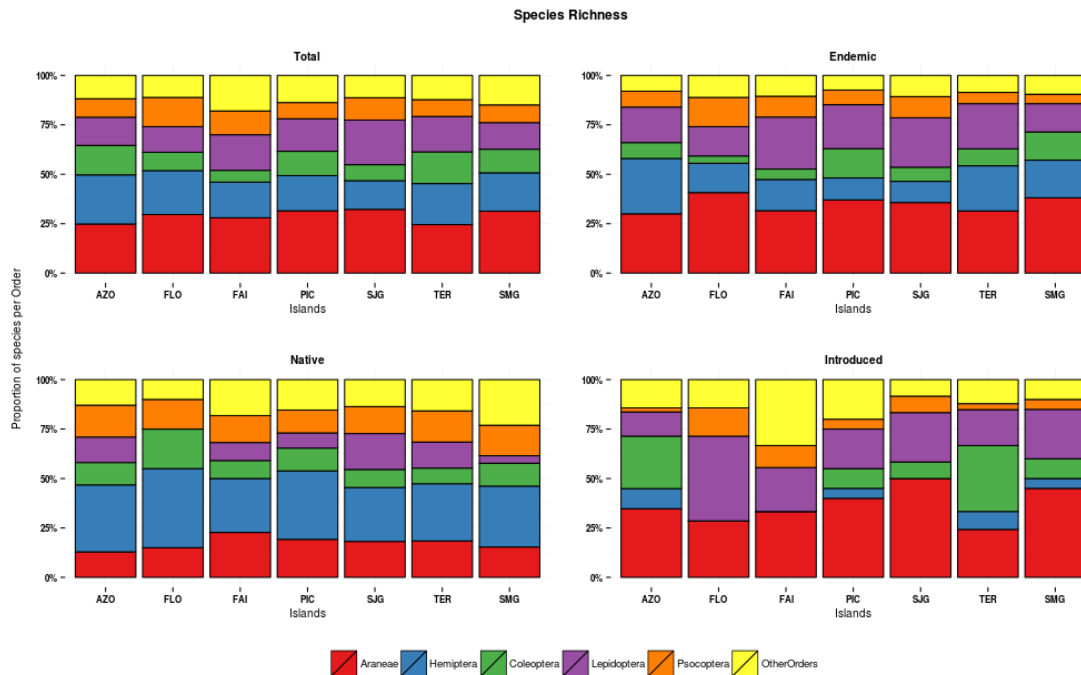 Species Richness
Proportion of species per Order
Total
100%
75%
50%
25%
0%
AZO FLO FAI PIC SJG TER SMG
Islands
Endemic
100%
75%
50%
25%
0%
AZO FLO FAI PIC SJG TER SMG
Islands
Native
100%
75%
50%
25%
0%
AZO FLO FAI PIC SJG TER SMG
Islands
Introduced
100%
75%
50%
25%
0%
AZO FLO FAI PIC SJG TER SMG
Islands
Araneae Hemiptera Coleoptera Lepidoptera Psocoptera OtherOrders